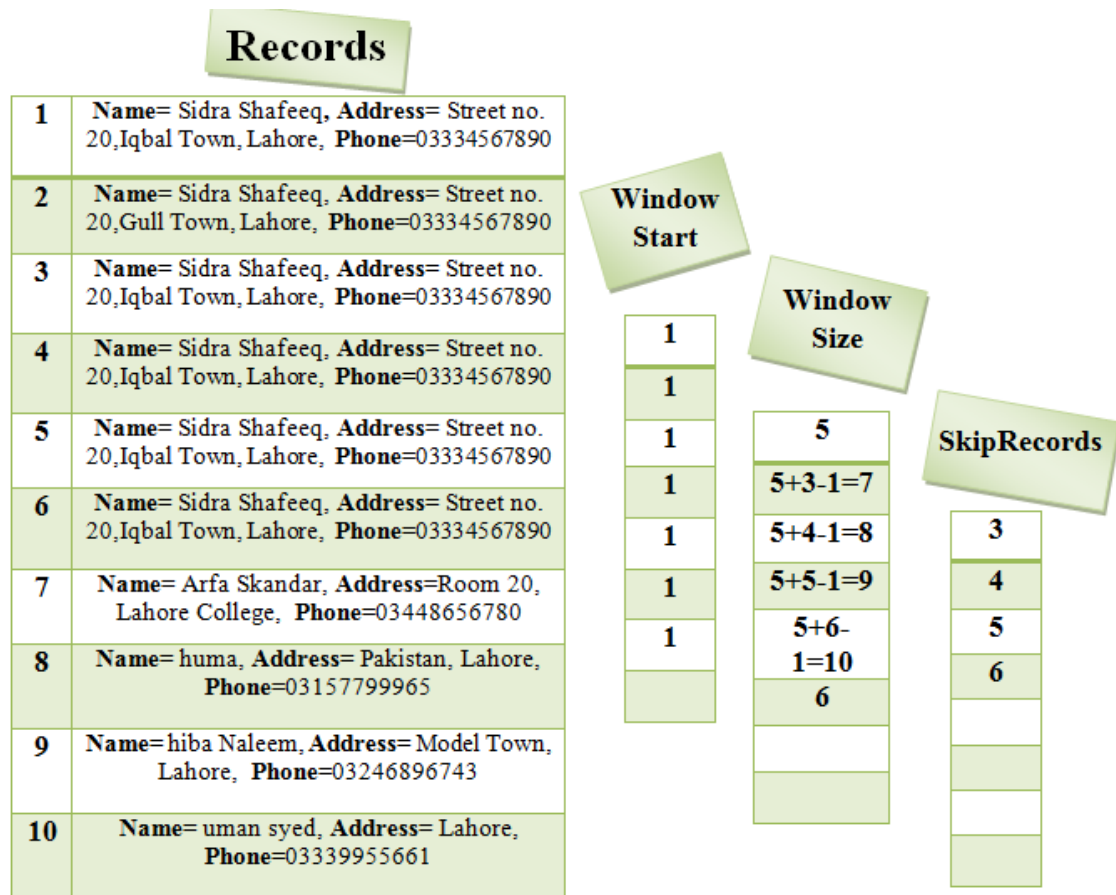 Records
1
Name= Sidra Shafeeq, Address= Street no.
20,Iqbal Town, Lahore, Phone=03334567890
2
Name= Sidra Shafeeq, Address= Street no.
20,Gull Town, Lahore, Phone=03334567890
3
Name= Sidra Shafeeq, Address= Street no.
20,Iqbal Town, Lahore, Phone=03334567890
4
Name= Sidra Shafeeq, Address= Street no.
20,Iqbal Town, Lahore, Phone=03334567890
5
Name= Sidra Shafeeq, Address= Street no.
20,Iqbal Town, Lahore, Phone=03334567890
6
Name= Sidra Shafeeq, Address= Street no.
20,Iqbal Town, Lahore, Phone=03334567890
7
Name= Arfa Skandar, Address=Room 20,
Lahore College, Phone=03448656780
8
Name= huma, Address= Pakistan, Lahore,
Phone=03157799965
9
Name= hiba Naleem, Address= Model Town,
Lahore, Phone=03246896743
10
Name= uman syed, Address= Lahore,
Phone=03339955661
Window
Start
1
1
1
1
1
1
1
Window
Size
5
5+3-1=7
5+4-1=8
5+5-1=9
5+6-
1=10
6
SkipRecords
3
4
5
6